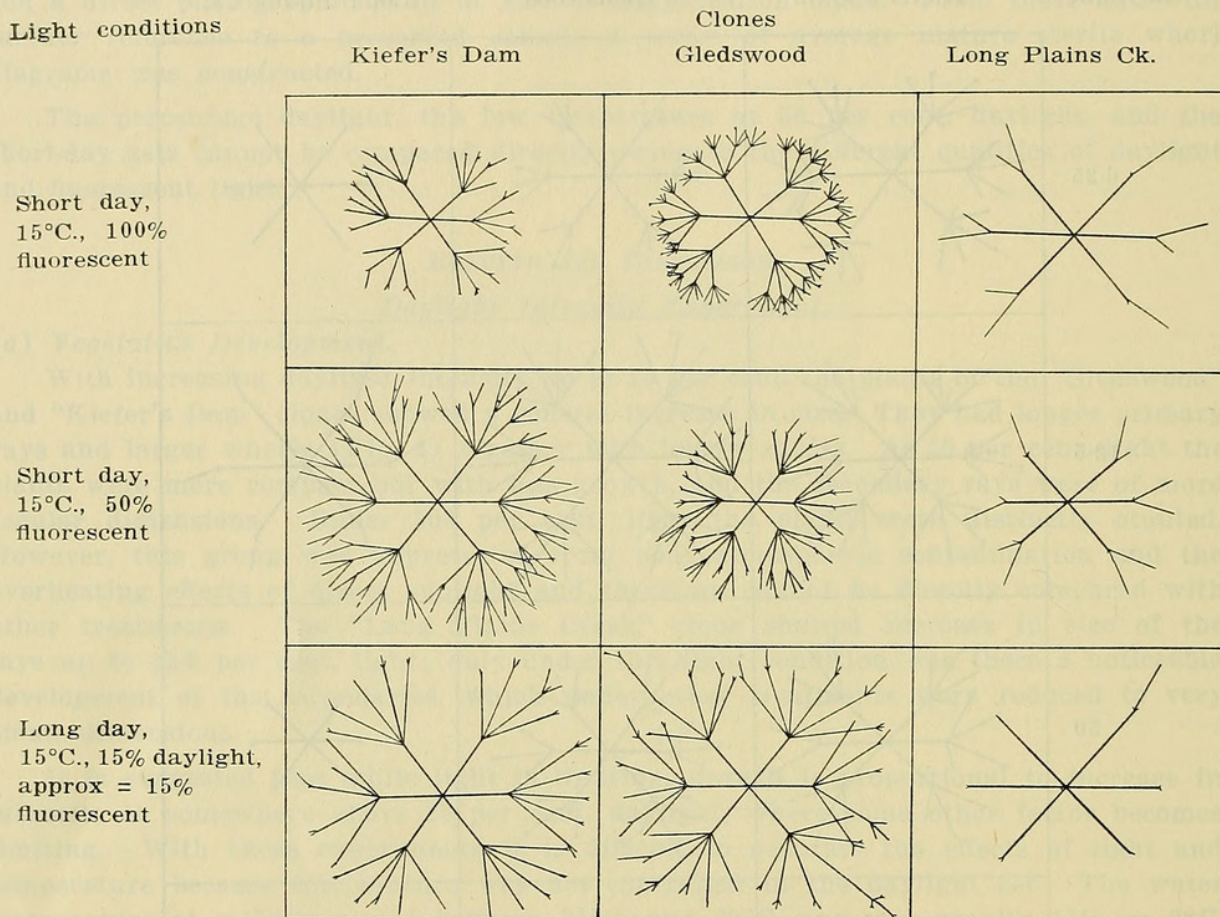 Light conditions
Clones
Kiefer's Dam
Gledswood
Long Plains Ck.
Short day,
15°C., 100%
fluorescent
Short day,
15°C., 50%
fluorescent
Long day,
15°C., 15% daylight,
approx = 15%
fluorescent